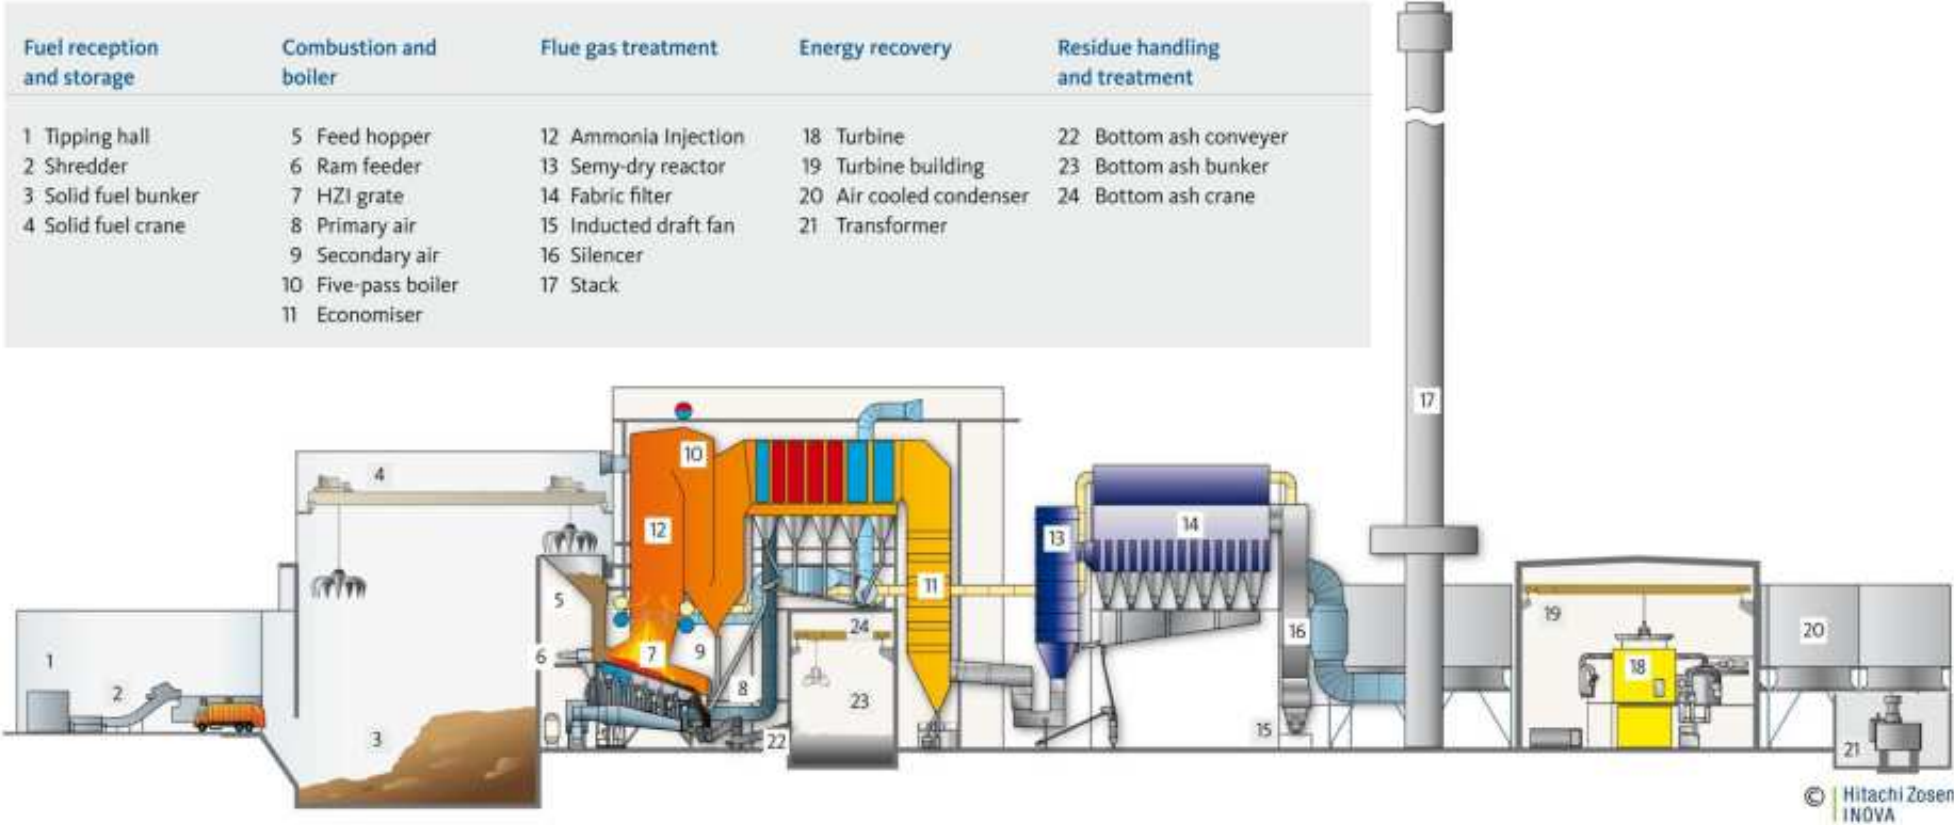 Fuel reception
and storage
1 Tipping hall
2 Shredder
3 Solid fuel bunker
4 Solid fuel crane
Combustion and
boiler
5 Feed hopper
6 Ram feeder
7 HZI grate
8 Primary air
9 Secondary air
10 Five-pass boiler
11 Economiser
Flue gas treatment
12 Ammonia Injection
13 Semy-dry reactor
14 Fabric filter
15 Inducted draft fan
16 Silencer
17 Stack
Energy recovery
18 Turbine
19 Turbine building
20 Air cooled condenser
21 Transformer
Residue handling
and treatment
22 Bottom ash conveyer
23 Bottom ash bunker
24 Bottom ash crane
1
2
3
4
5
6
7
8
9
10
11
12
13
14
15
16
17
18
19
20
21
22
23
24
© Hitachi Zosen
INOVA